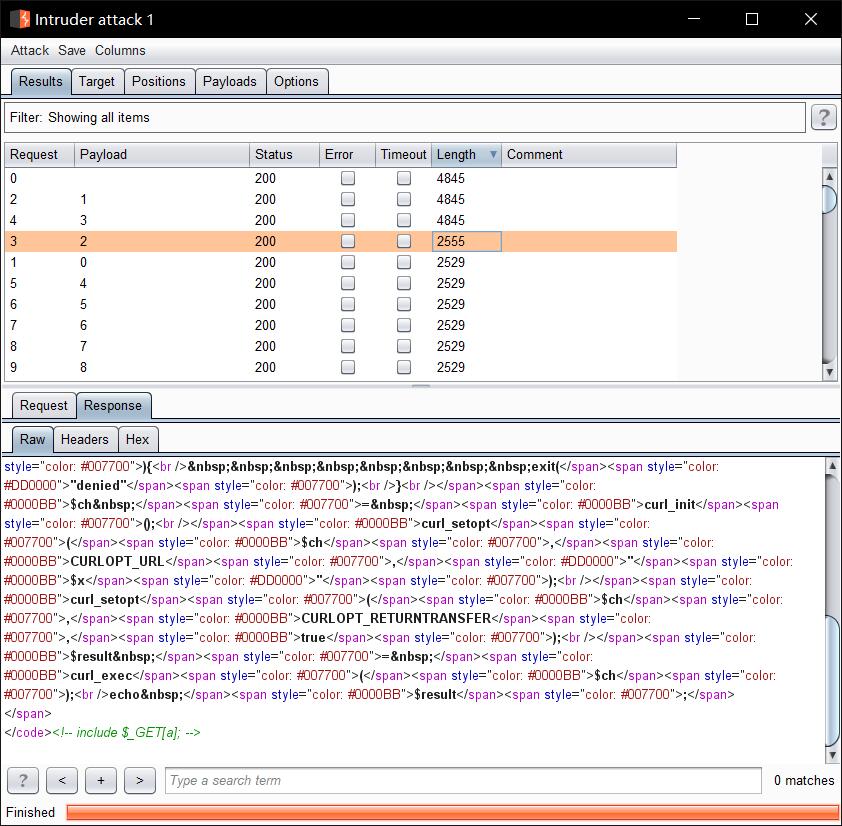 Intruder attack 1
Attack Save Columns
Results Target Positions Payloads Options
Filter: Showing all items ?
Request Payload Status Error Timeout Length Comment
0 200 4845
2 1 200 4845
4 3 200 4845
3 2 200 2555
1 0 200 2529
5 4 200 2529
6 5 200 2529
7 6 200 2529
8 7 200 2529
9 8 200 2529
Request Response
Raw Headers Hex
style="color: #007700">){<br />&nbsp;&nbsp;&nbsp;&nbsp;&nbsp;&nbsp;&nbsp;&nbsp;exit(</span><span style="color:
#DD0000">"denied"</span><span style="color: #007700">);<br />}<br /></span><span style="color:
#0000BB">$ch&nbsp;</span><span style="color: #007700">=&nbsp;</span><span style="color: #0000BB">curl_init</span><span
style="color: #007700">();<br /></span><span style="color: #0000BB">curl_setopt</span><span style="color:
#007700">(</span><span style="color: #0000BB">$ch</span><span style="color: #007700">,</span><span style="color:
#0000BB">CURLOPT_URL</span><span style="color: #007700">,</span><span style="color: #DD0000">"</span><span style="color:
#0000BB">$x</span><span style="color: #DD0000">"</span><span style="color: #007700">);<br /></span><span style="color:
#0000BB">curl_setopt</span><span style="color: #007700">(</span><span style="color: #0000BB">$ch</span><span style="color:
#007700">,</span><span style="color: #0000BB">CURLOPT_RETURNTRANSFER</span><span style="color:
#007700">,</span><span style="color: #0000BB">true</span><span style="color: #007700">);<br /></span><span style="color:
#0000BB">$result&nbsp;</span><span style="color: #007700">=&nbsp;</span><span style="color:
#0000BB">curl_exec</span><span style="color: #007700">(</span><span style="color: #0000BB">$ch</span><span style="color:
#007700">);<br />echo&nbsp;</span><span style="color: #0000BB">$result</span><span style="color: #007700">;</span>
</span>
</code><!-- include $_GET[a]; -->
? < + > Type a search term 0 matches
Finished